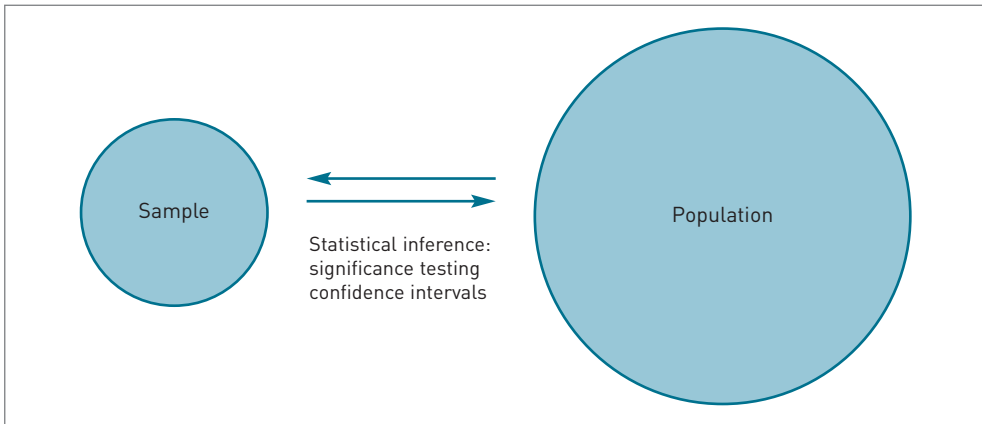 Sample
Statistical inference:
significance testing
confidence intervals
Population